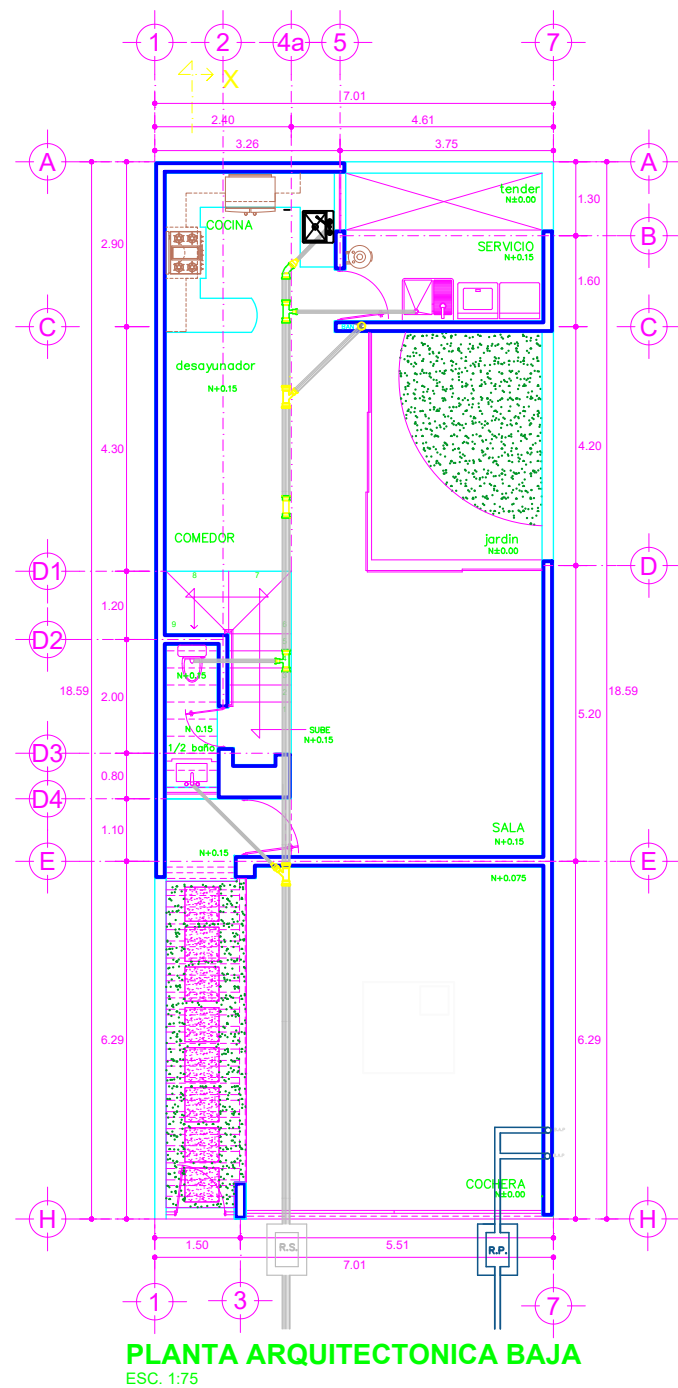 1 2 4a 5 7
X
7.01
2.40 4.61
3.26 3.75
A A
tender
N±0.00
1.30
COCINA
B
SERVICIO
N+0.15
2.90
1.60
C C
desayunador
N+0.15
4.30
4.20
COMEDOR
jardin
N±0.00
D1 D
8 7
1.20
9
D2
N+0.15
18.59 2.00 18.59
5.20
N 0.15
SUBE
N+0.15
1/2 baño
D3
0.80
D4
SALA
N+0.15
1.10
N+0.15
E E
N+0.075
6.29 6.29
COCHERA
N±0.00
H H
1.50 5.51
R.S. R.P.
7.01
1 3 7
PLANTA ARQUITECTONICA BAJA
ESC. 1:75